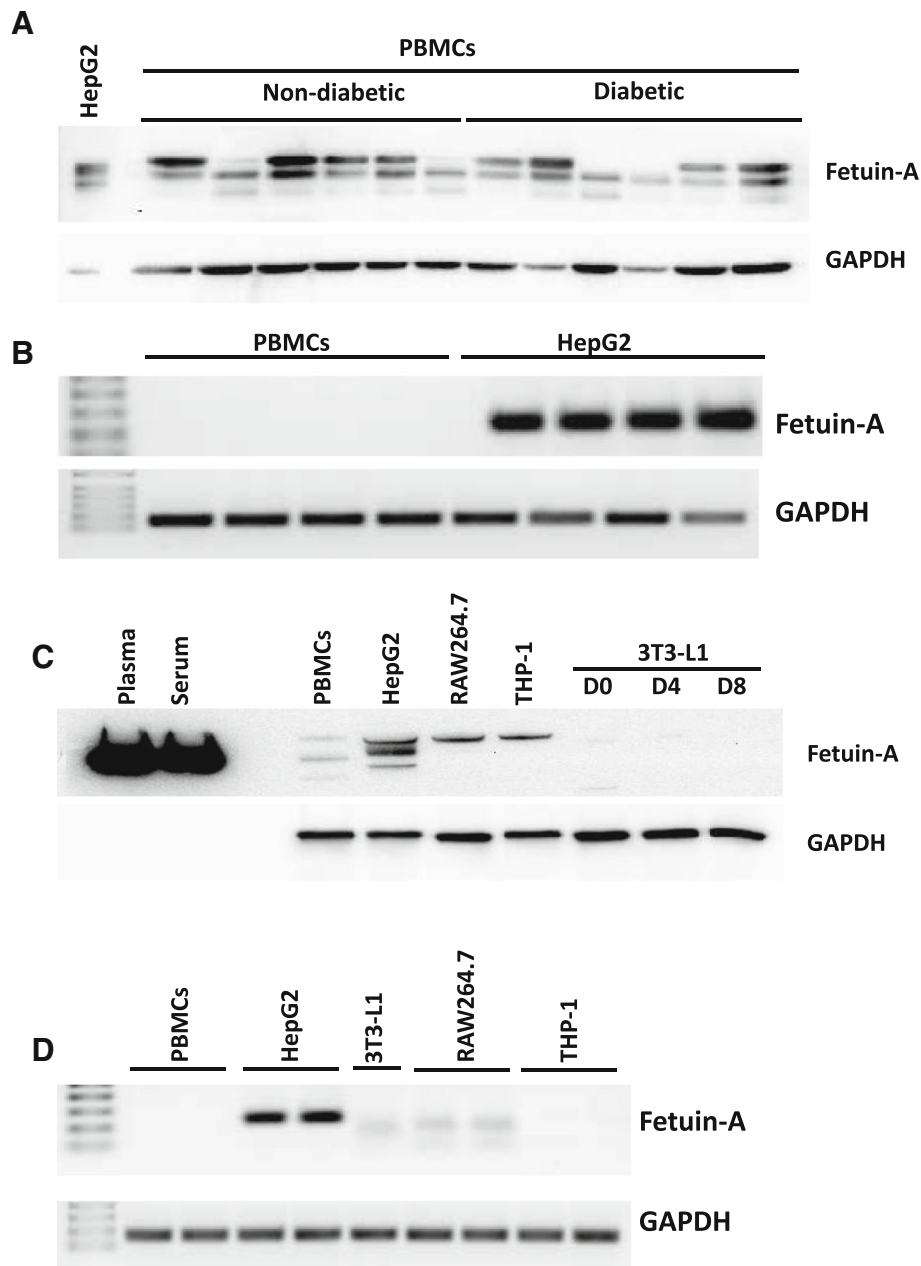 A
HepG2
PBMCs
Non-diabetic
Diabetic
Fetuin-A
GAPDH
B
PBMCs
HepG2
Fetuin-A
GAPDH
C
Plasma
Serum
PBMCs
HepG2
RAW264.7
THP-1
3T3-L1
D0
D4
D8
Fetuin-A
GAPDH
D
PBMCs
HepG2
3T3-L1
RAW264.7
THP-1
Fetuin-A
GAPDH